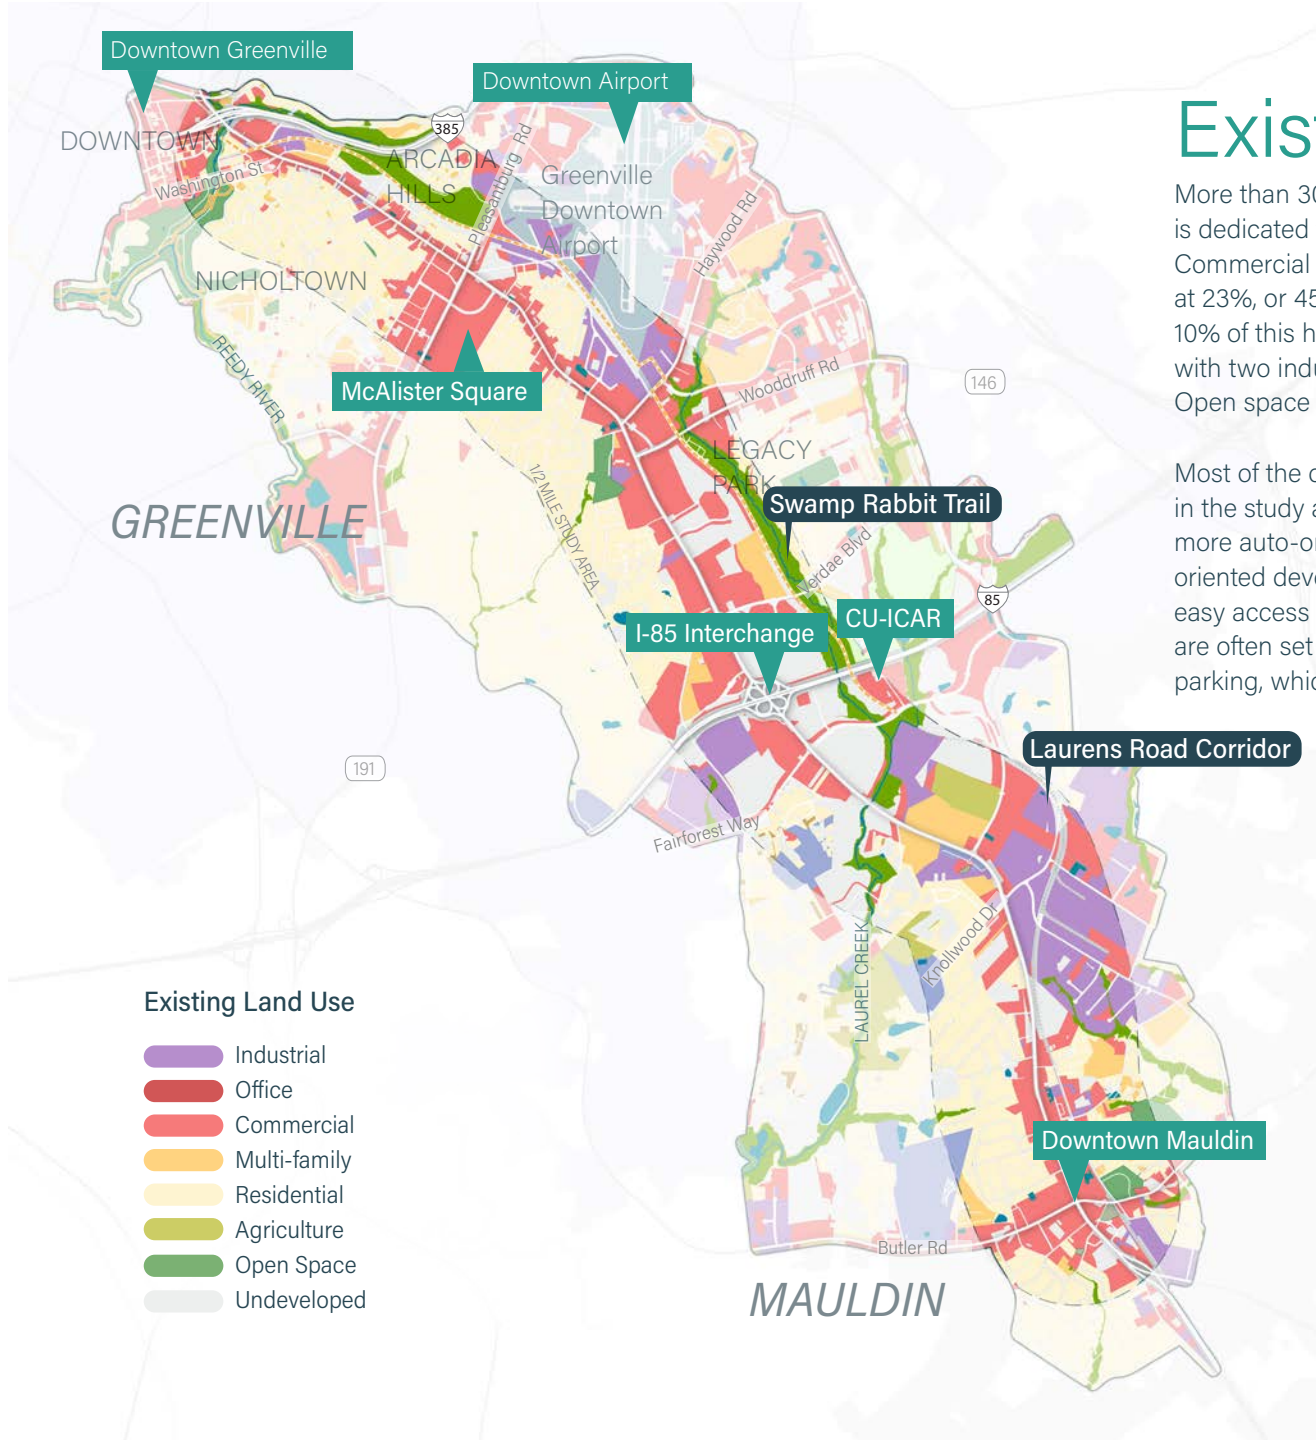 Downtown Greenville
Downtown Airport
385
DOWNTOWN
ARCADIA
HILLS
Washington St
Pleasantburg Rd
Greenville
Downtown
Airport
Haywood Rd
NICHOLTOWN
REEDY RIVER
McAlister Square
Wooddruff Rd
146
LEGACY
PARK
1/2 MILE STUDY AREA
GREENVILLE
Swamp Rabbit Trail
erdae Blvd
85
I-85 Interchange
CU-ICAR
191
Laurens Road Corridor
Fairforest Way
Knollwood Dr
LAUREL CREEK
Downtown Mauldin
Butler Rd
MAULDIN
Existing Land Use
Industrial
Office
Commercial
Multi-family
Residential
Agriculture
Open Space
Undeveloped
Exis
More than 30
is dedicated
Commercial
at 23%, or 45
10% of this h
with two indu
Open space
Most of the
in the study a
more auto-or
oriented deve
easy access
are often set
parking, whic